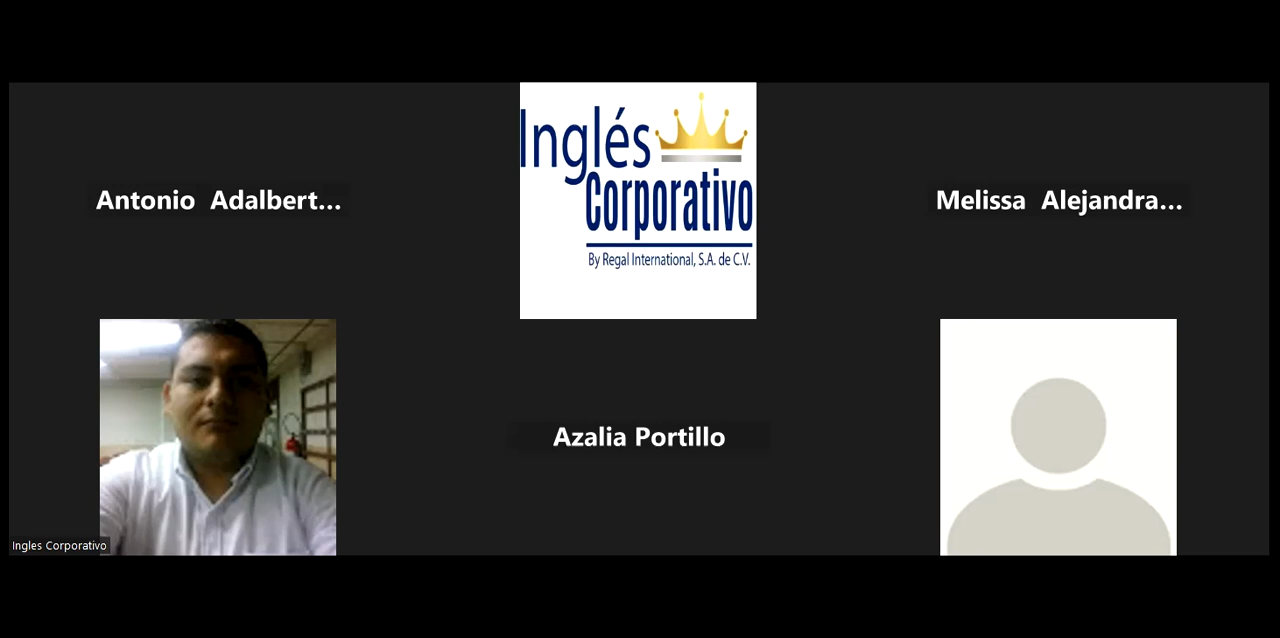 Antonio  Adalbert...
Inglés
Corporativo
By Regal International, S.A. de C.V.
Melissa  Alejandra...
Azalia Portillo
Ingles Corporativo